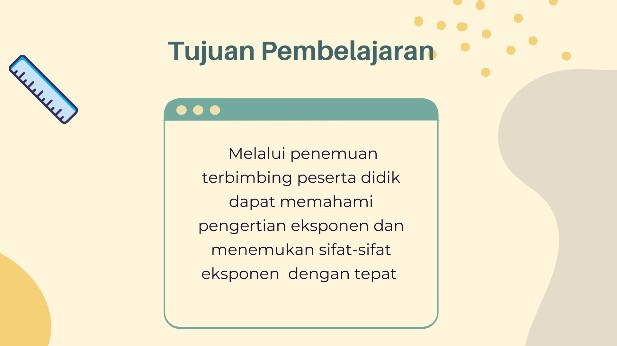 Tujuan Pembelajaran
Melalui penemuan
terbimbing peserta didik
dapat memahami
pengertian eksponen dan
menemukan sifat-sifat
eksponen  dengan tepat